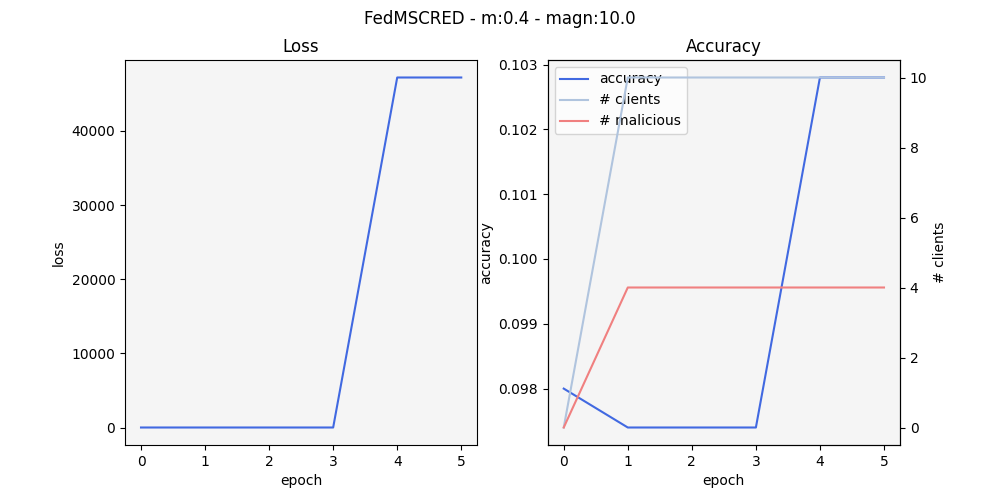 FedMSCRED - m:0.4 - magn:10.0
Loss
loss
40000
30000
20000
10000
0
0 1 2 3 4 5
epoch
Accuracy
accuracy
0.103
0.102
0.101
0.100
0.099
0.098
accuracy
# clients
# malicious
10
8
6
4
2
0
# clients
0 1 2 3 4 5
epoch